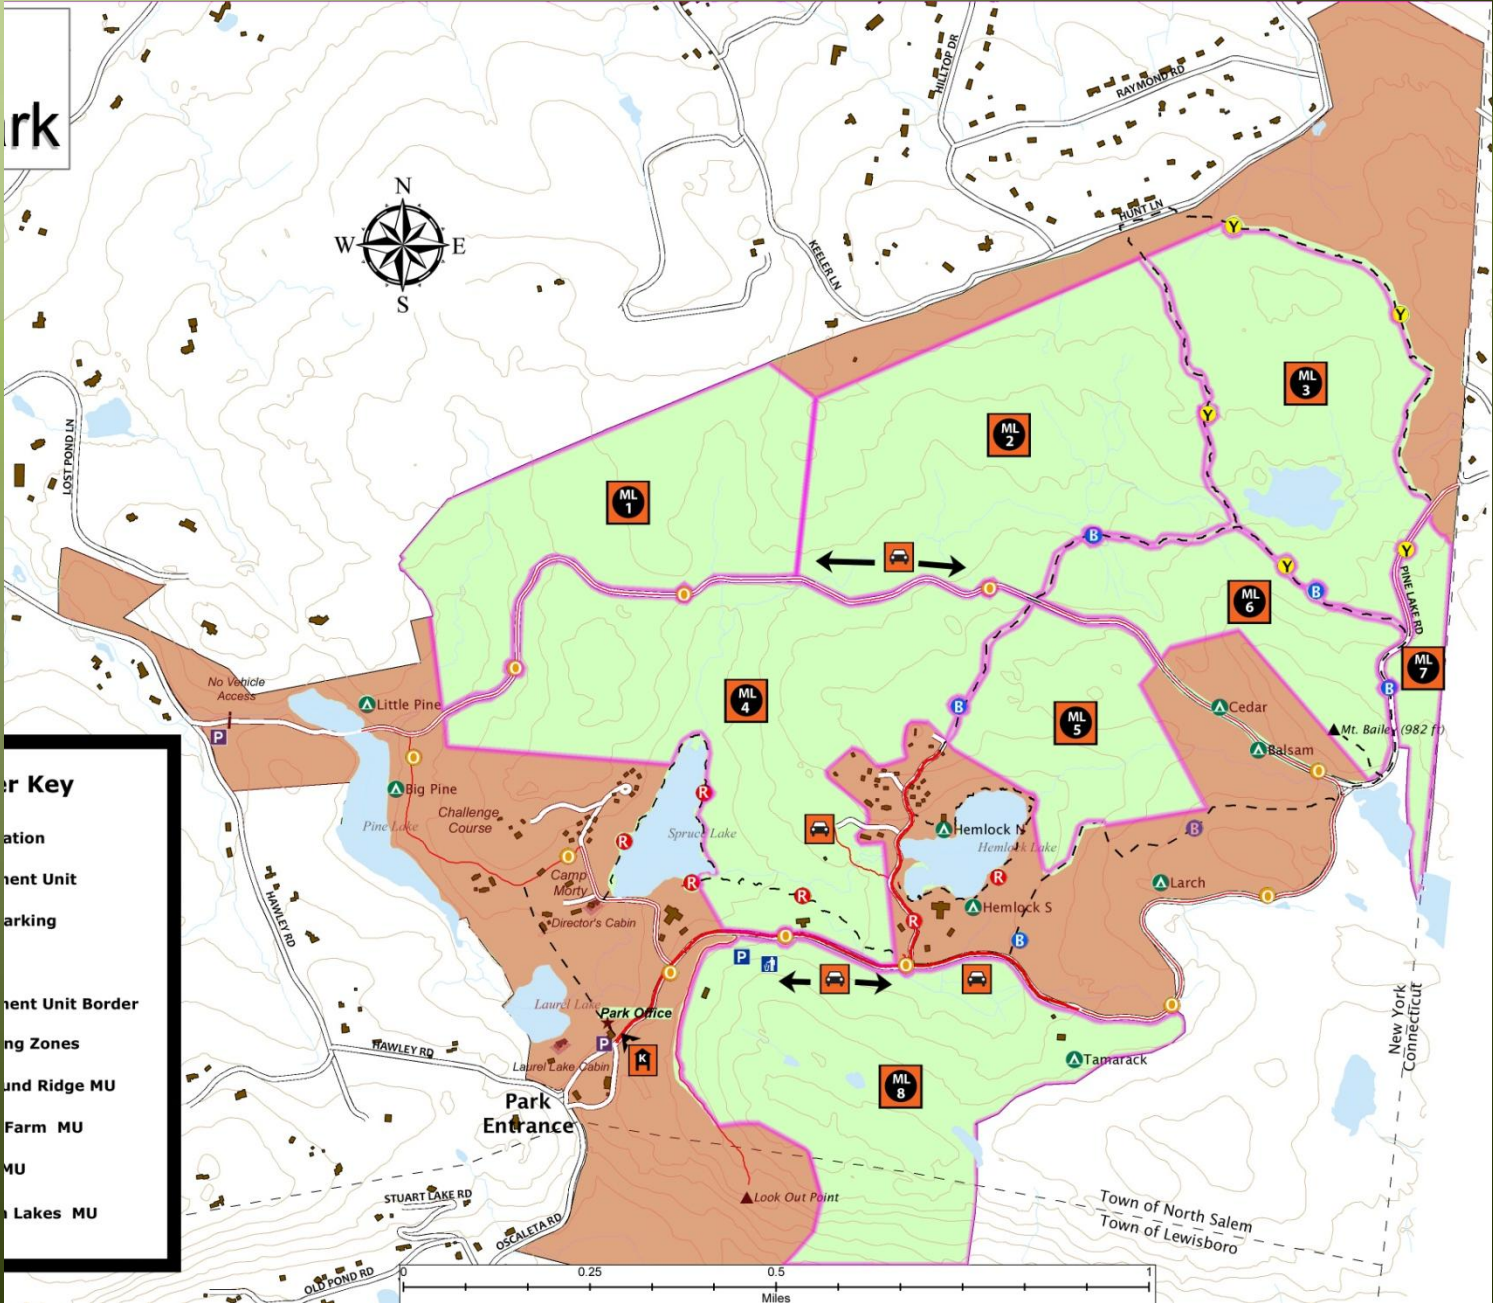 ark
N
W E
S
HILLTOP DR
RAYMOND RD
HUNT LN
KEELER LN
LOST POND LN
Y
Y
ML
3
Y
ML
2
ML
1
B
Y
PINE LAKE RD
O
O
Y
B
ML
6
O
ML
7
No Vehicle
Access
P
Little Pine
ML
4
B
ML
5
Cedar
B
Mt. Bailey (982 ft)
Balsam
O
O
er Key
ation
ment Unit
arking
ment Unit Border
ng Zones
und Ridge MU
Farm MU
MU
n Lakes MU
Big Pine
Challenge
Course
Pine Lake
R
Spruce Lake
R
Hemlock N
Hemlock Lake
B
O
Camp
Morty
R
R
R
Larch
O
Hemlock S
Director's Cabin
R
B
HAWLEY RD
O
P
O
O
O
Laurel Lake
Park Office
P
K
Laurel Lake Cabin
HAWLEY RD
Tamarack
New York
Connecticut
ML
8
Park
Entrance
STUART LAKE RD
Look Out Point
Town of North Salem
Town of Lewisboro
OSCALETA RD
OLD POND RD
0 0.25 0.5 1
Miles